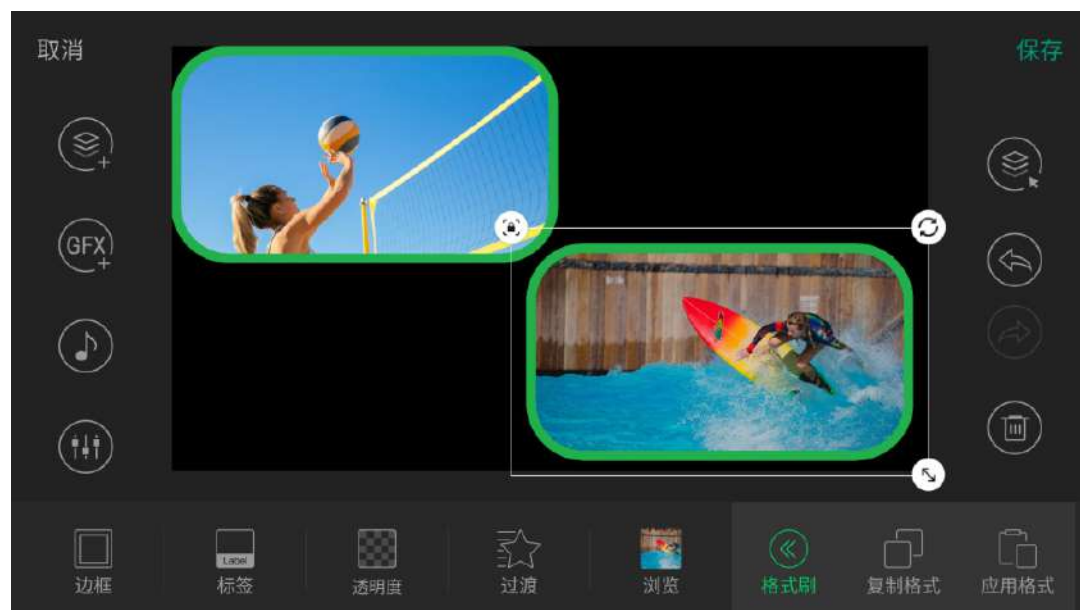 取消
保存
GFX
Label
边框
标签
透明度
过渡
浏览
格式刷
复制格式
应用格式